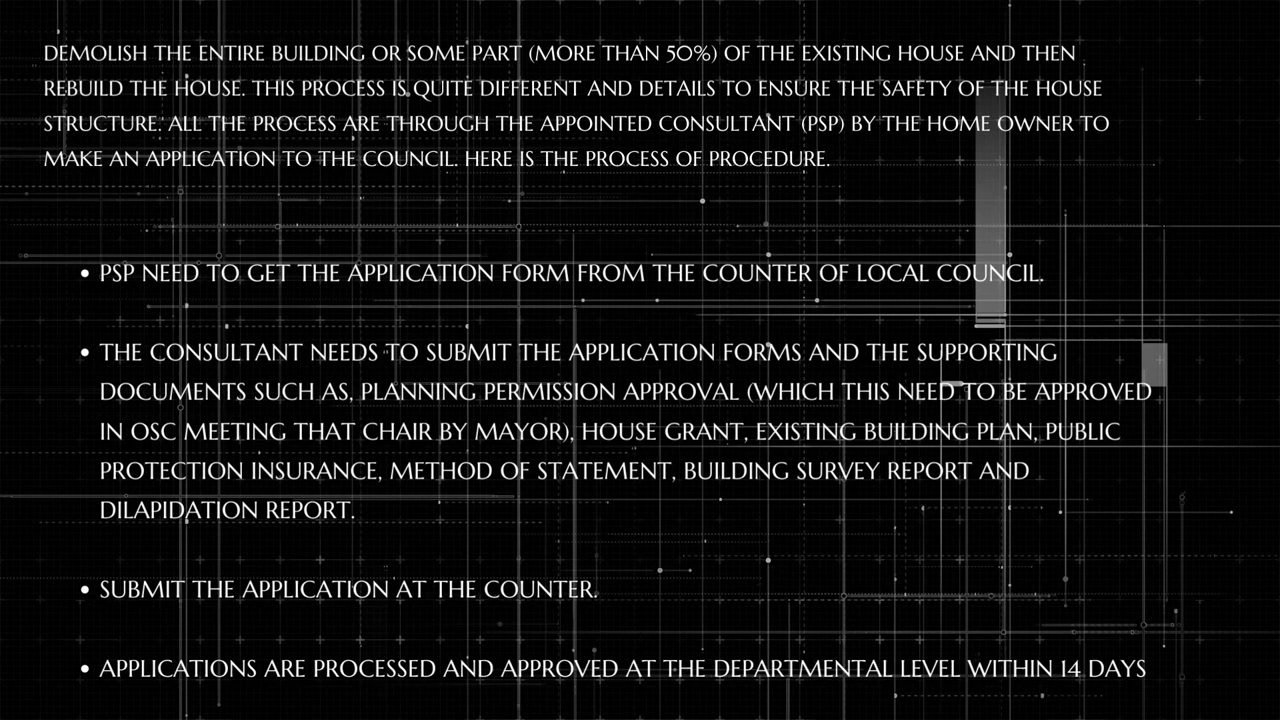 DEMOLISH THE ENTIRE BUILDING OR SOME PART (MORE THAN 50%) OF THE EXISTING HOUSE AND THEN
REBUILD THE HOUSE. THIS PROCESS IS QUITE DIFFERENT AND DETAILS TO ENSURE THE SAFETY OF THE HOUSE
STRUCTURE. ALL THE PROCESS ARE THROUGH THE APPOINTED CONSULTANT (PSP) BY THE HOME OWNER TO
MAKE AN APPLICATION TO THE COUNCIL. HERE IS THE PROCESS OF PROCEDURE.
• PSP NEED TO GET THE APPLICATION FORM FROM THE COUNTER OF LOCAL COUNCIL.
• THE CONSULTANT NEEDS TO SUBMIT THE APPLICATION FORMS AND THE SUPPORTING
DOCUMENTS SUCH AS, PLANNING PERMISSION APPROVAL (WHICH THIS NEED TO BE APPROVED
IN OSC MEETING THAT CHAIR BY MAYOR), HOUSE GRANT, EXISTING BUILDING PLAN, PUBLIC
PROTECTION INSURANCE, METHOD OF STATEMENT, BUILDING SURVEY REPORT AND
DILAPIDATION REPORT.
• SUBMIT THE APPLICATION AT THE COUNTER.
• APPLICATIONS ARE PROCESSED AND APPROVED AT THE DEPARTMENTAL LEVEL WITHIN 14 DAYS